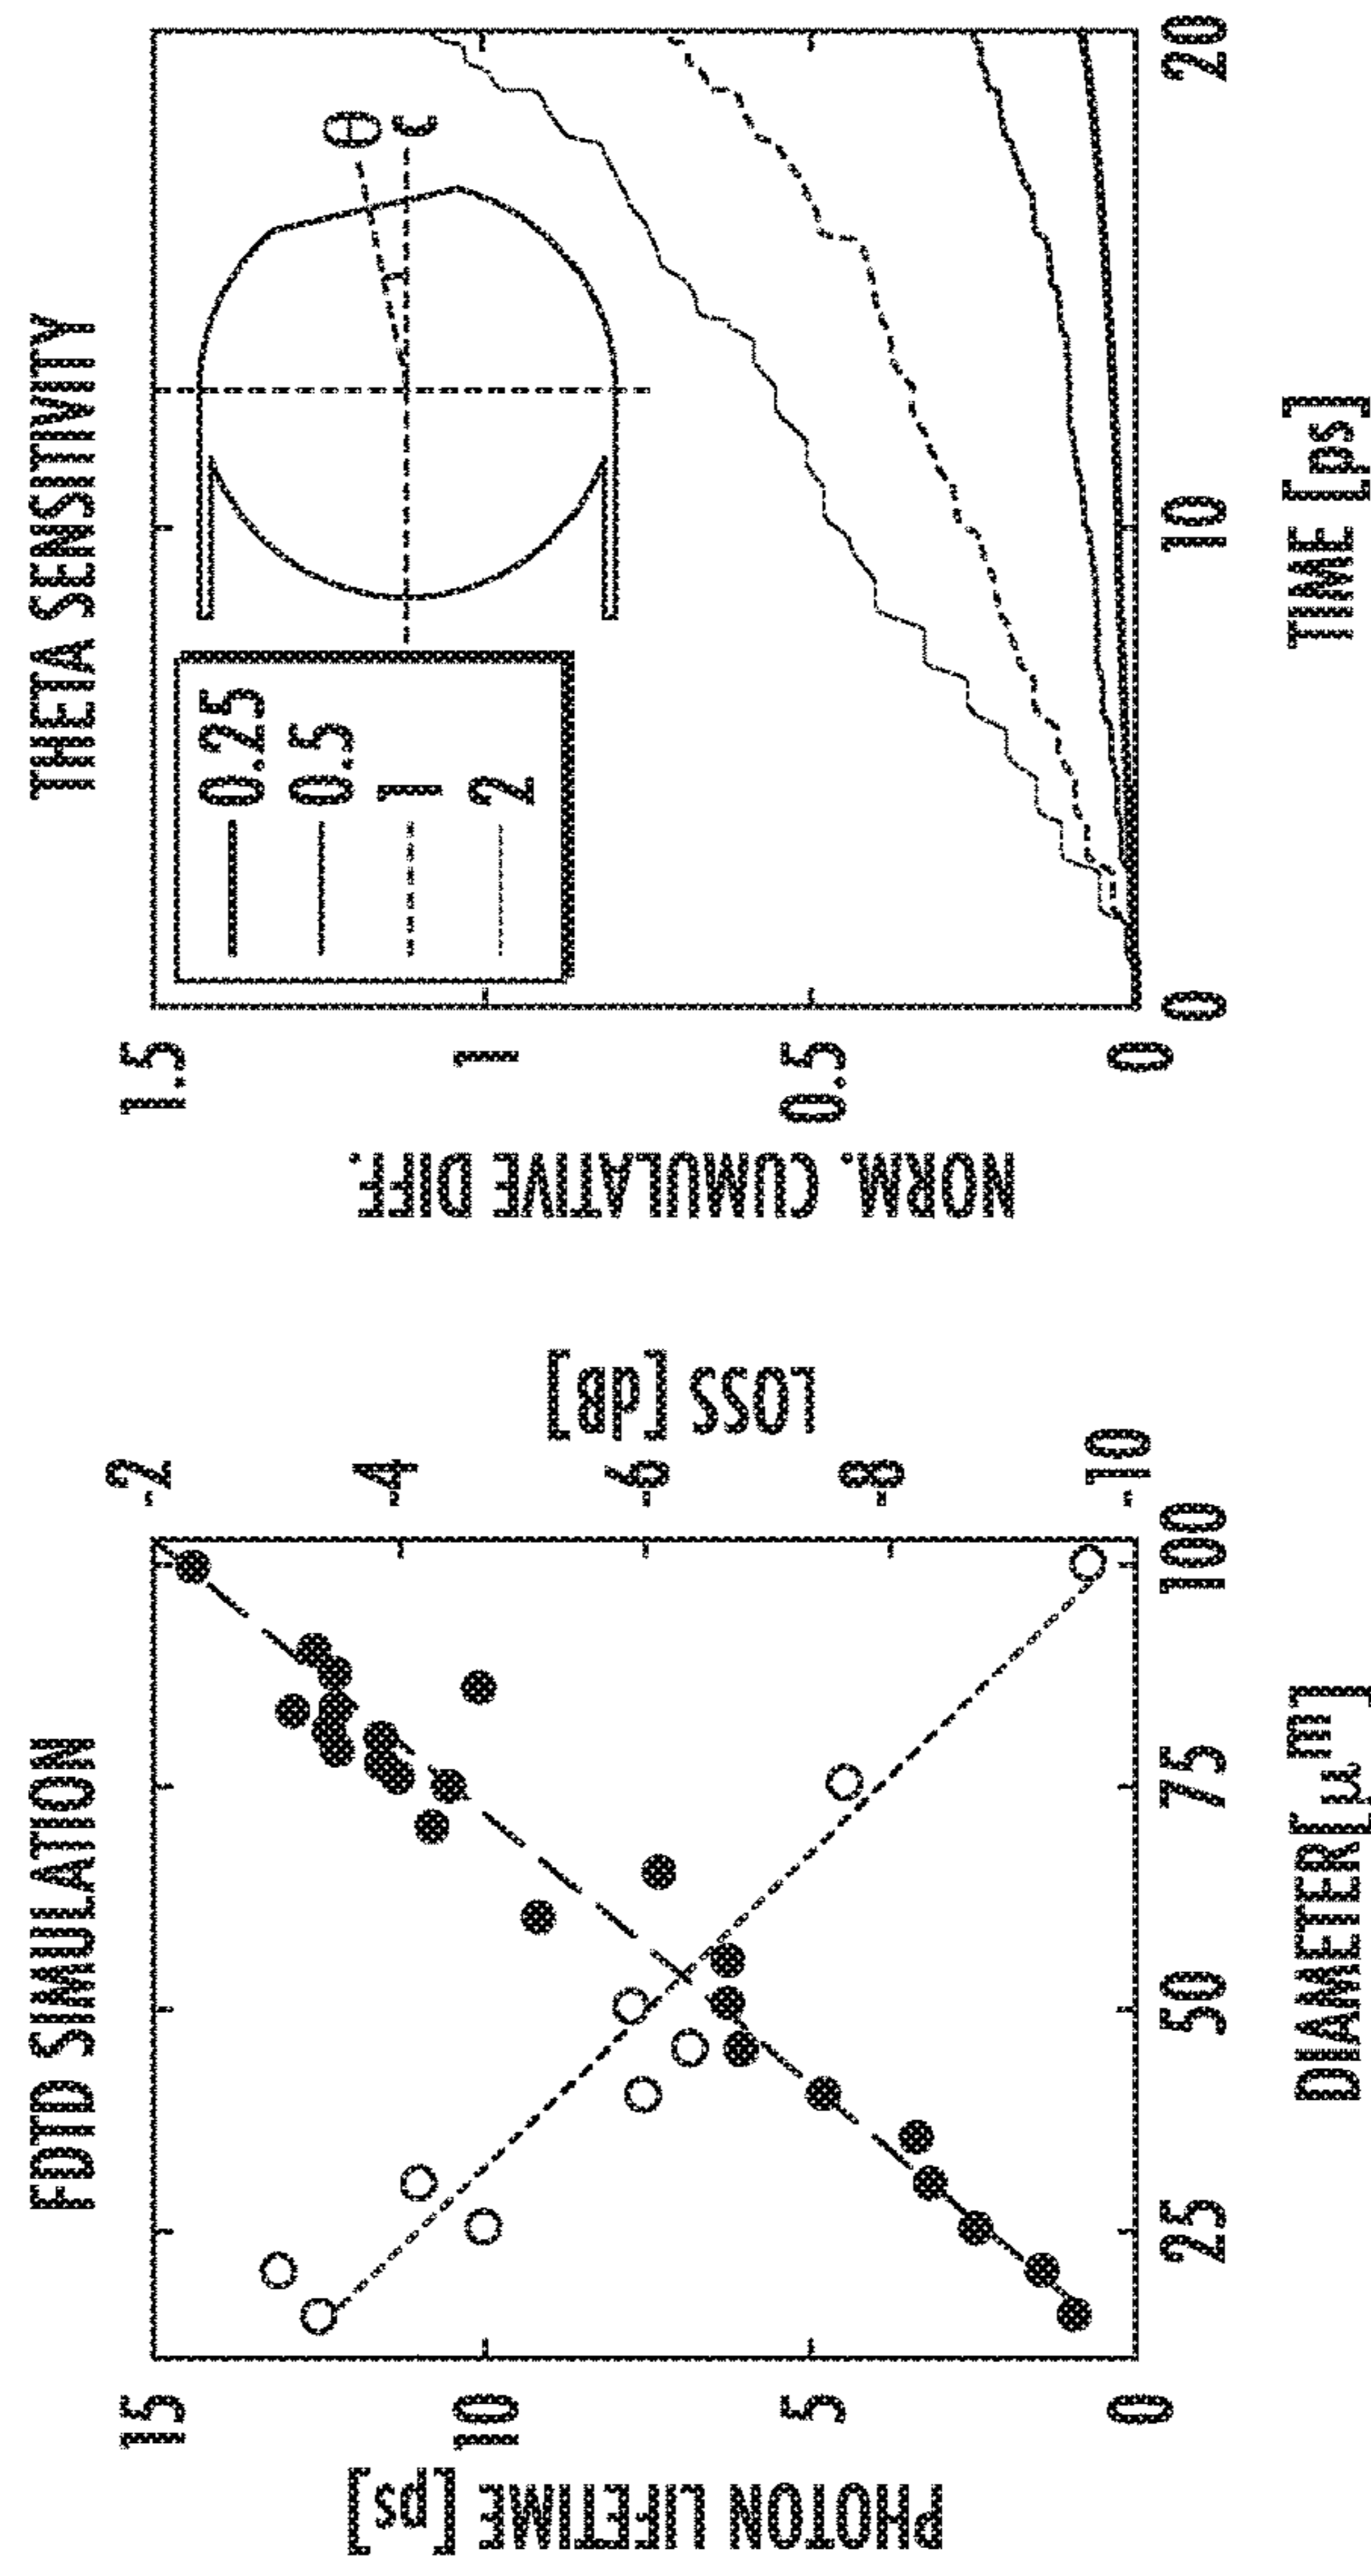 FDTD SIMULATION
PHOTON LIFETIME [ps]
15
10
5
0
25
50
75
100
DIAMETER[μm]
-2
-4
-6
-8
-10
LOSS [dB]
THETA SENSITIVITY
NORM. CUMULATIVE DIFF.
1.5
1
0.5
0
0.25
0.5
1
2
θ
ϵ
0
10
20
TIME [ps]